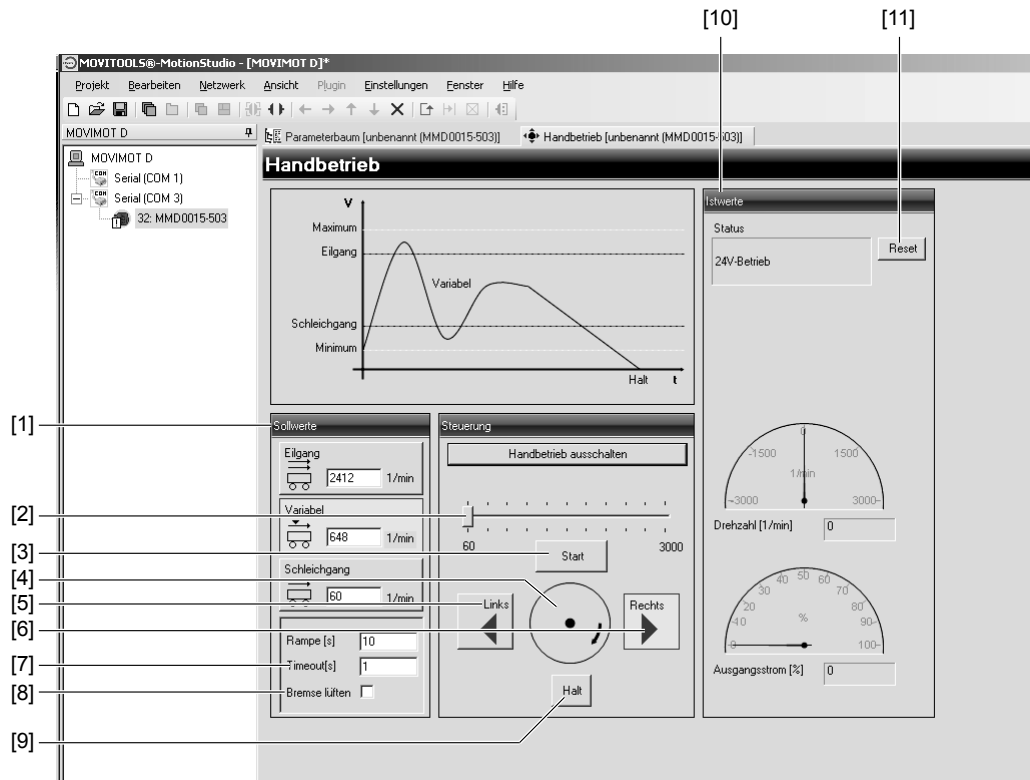 [10] [11]
MOVITOOLS®-MotionStudio - [MOVIMOT D]*
Projekt Bearbeiten Netzwerk Ansicht Plugin Einstellungen Fenster Hilfe
MOVIMOT D
Parameterbaum [unbenannt (MMD0015-503)]
Handbetrieb [unbenannt (MMD0015-503)]
MOVIMOT D
Serial (COM 1)
Serial (COM 3)
32: MMD0015-503
Handbetrieb
V
Maximum
Eilgang
Variabel
Schleichgang
Minimum
Halt t
Istwerte
Status
24V-Betrieb
Reset
[1]
Sollwerte
Eilgang
2412 1/min
Variabel
[2]
648 1/min
[3]
Schleichgang
[4]
60 1/min
[5]
[6]
Rampe [s] 10
[7]
Timeout[s] 1
[8]
Bremse lüften
[9]
Steuerung
Handbetrieb ausschalten
60 3000
Start
Links
Rechts
Halt
0
-1500 1500
1/min
-3000 3000
Drehzahl [1/min] 0
40 50 60
30 70
20 80
10 % 90
0 100
Ausgangsstrom [%] 0